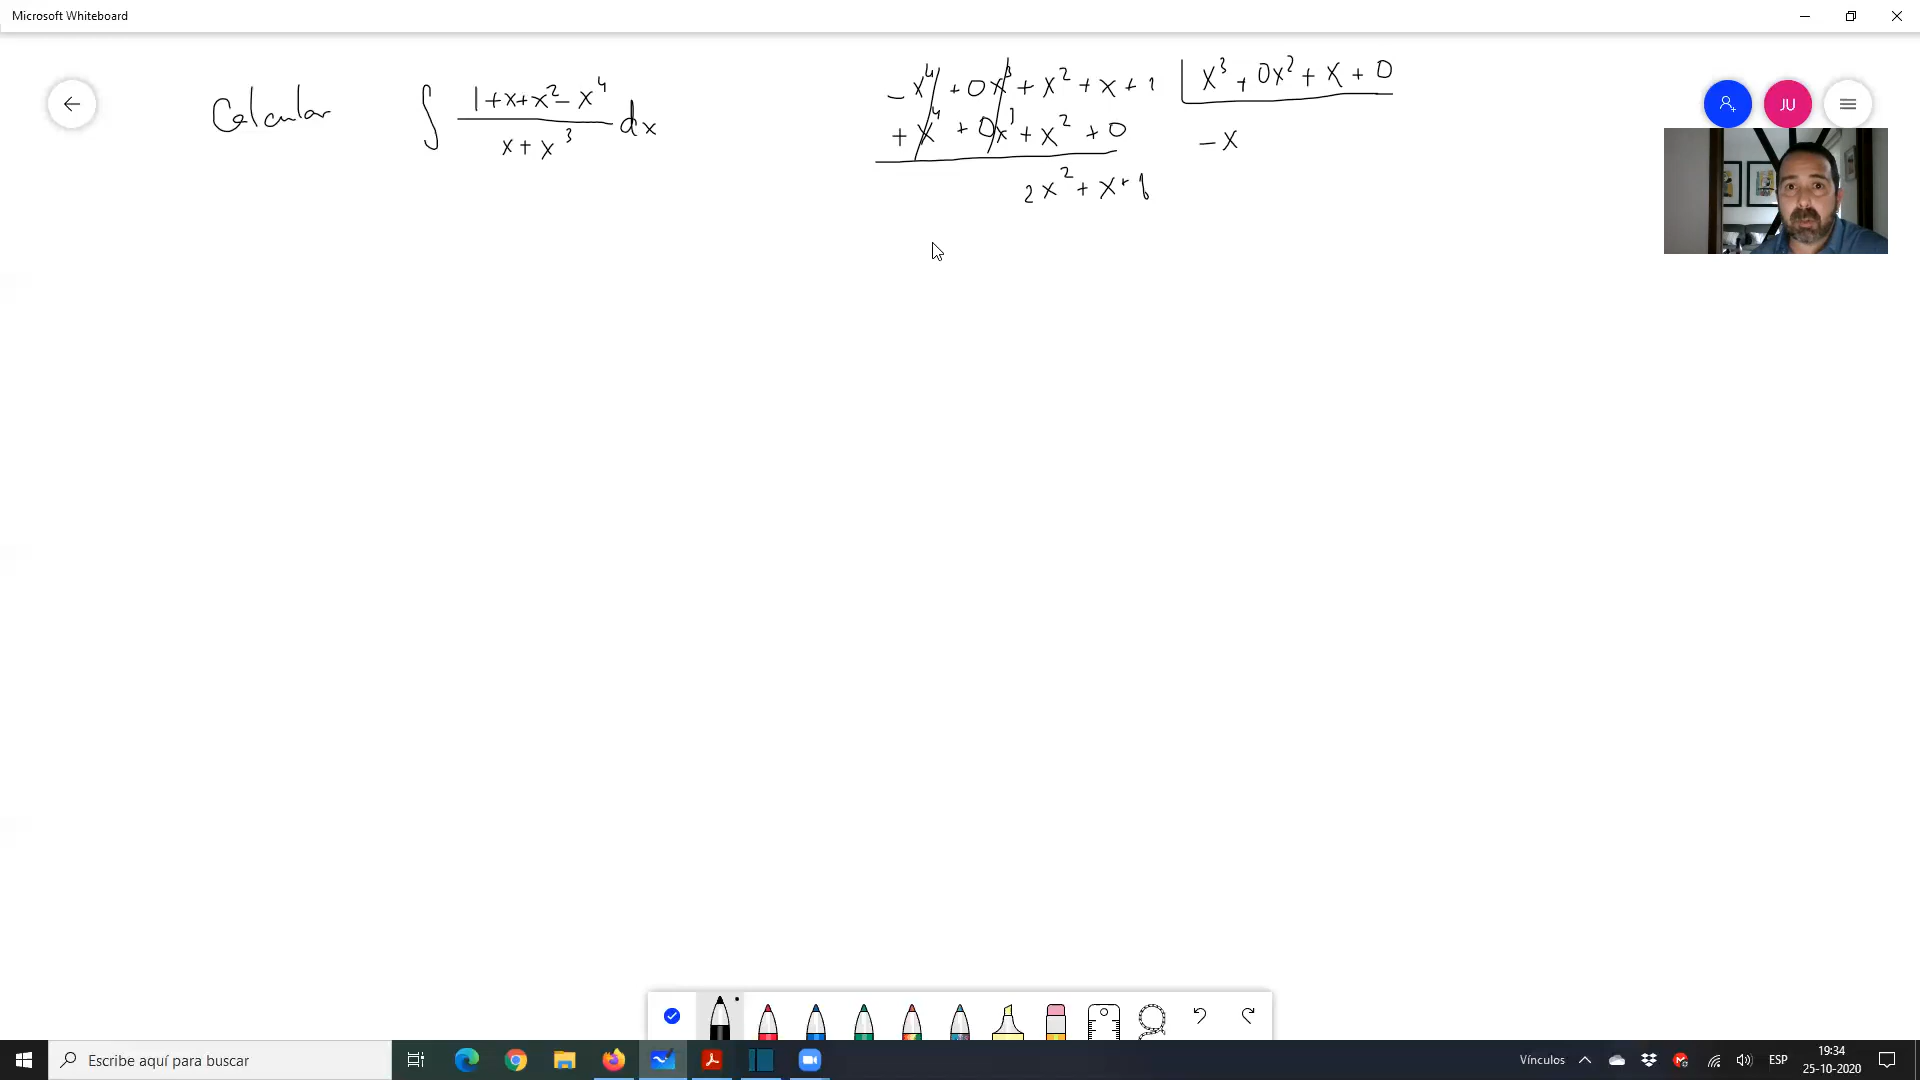 Microsoft Whiteboard
Calcular ∫ (1+x+x²-x⁴)/(x+x³) dx
-x⁴ + 0x³ + x² + x + 1 | x³ + 0x² + x + 0
+x⁴ + 0x³ + x² + 0
-x
2x² + x + 1
JU
Escribe aquí para buscar
Vínculos
ESP
19:34
25-10-2020